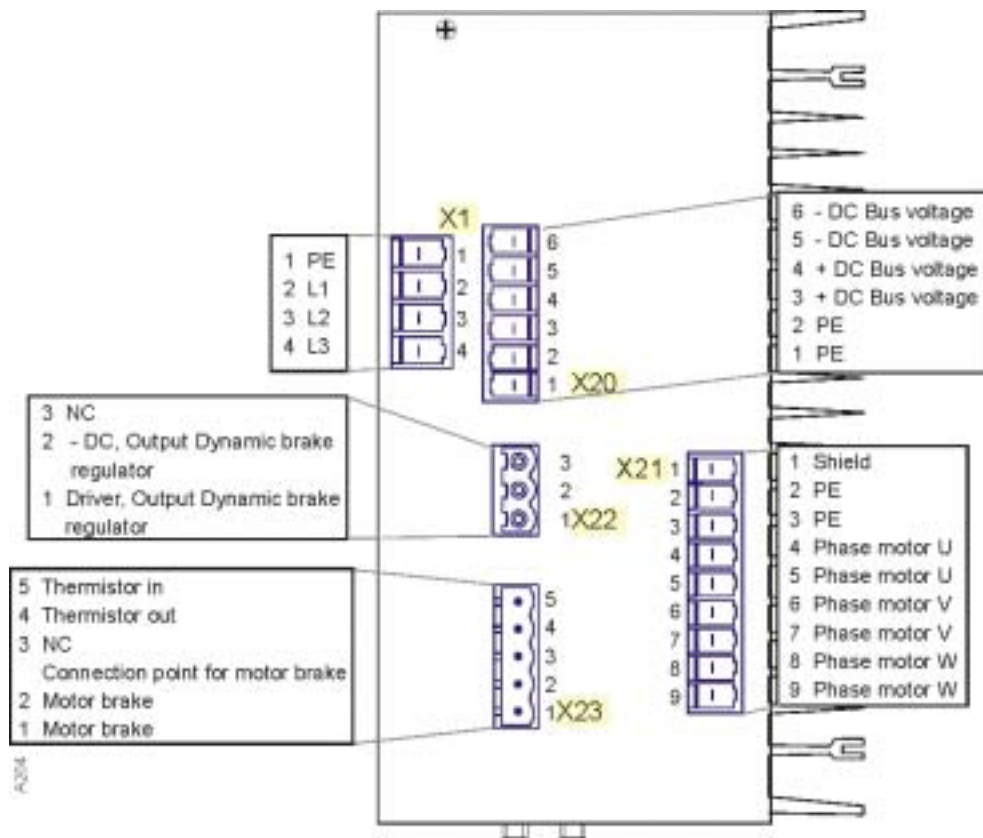 X1
1 PE
2 L1
3 L2
4 L3
1
2
3
4
6
5
4
3
2
1 X20
6 - DC Bus voltage
5 - DC Bus voltage
4 + DC Bus voltage
3 + DC Bus voltage
2 PE
1 PE
3 NC
2 - DC, Output Dynamic brake
regulator
1 Driver, Output Dynamic brake
regulator
3
2
1 X22
X21 1
2
3
4
5
6
7
8
9
1 Shield
2 PE
3 PE
4 Phase motor U
5 Phase motor U
6 Phase motor V
7 Phase motor V
8 Phase motor W
9 Phase motor W
5 Thermistor in
4 Thermistor out
3 NC
Connection point for motor brake
2 Motor brake
1 Motor brake
5
4
3
2
1 X23
A204